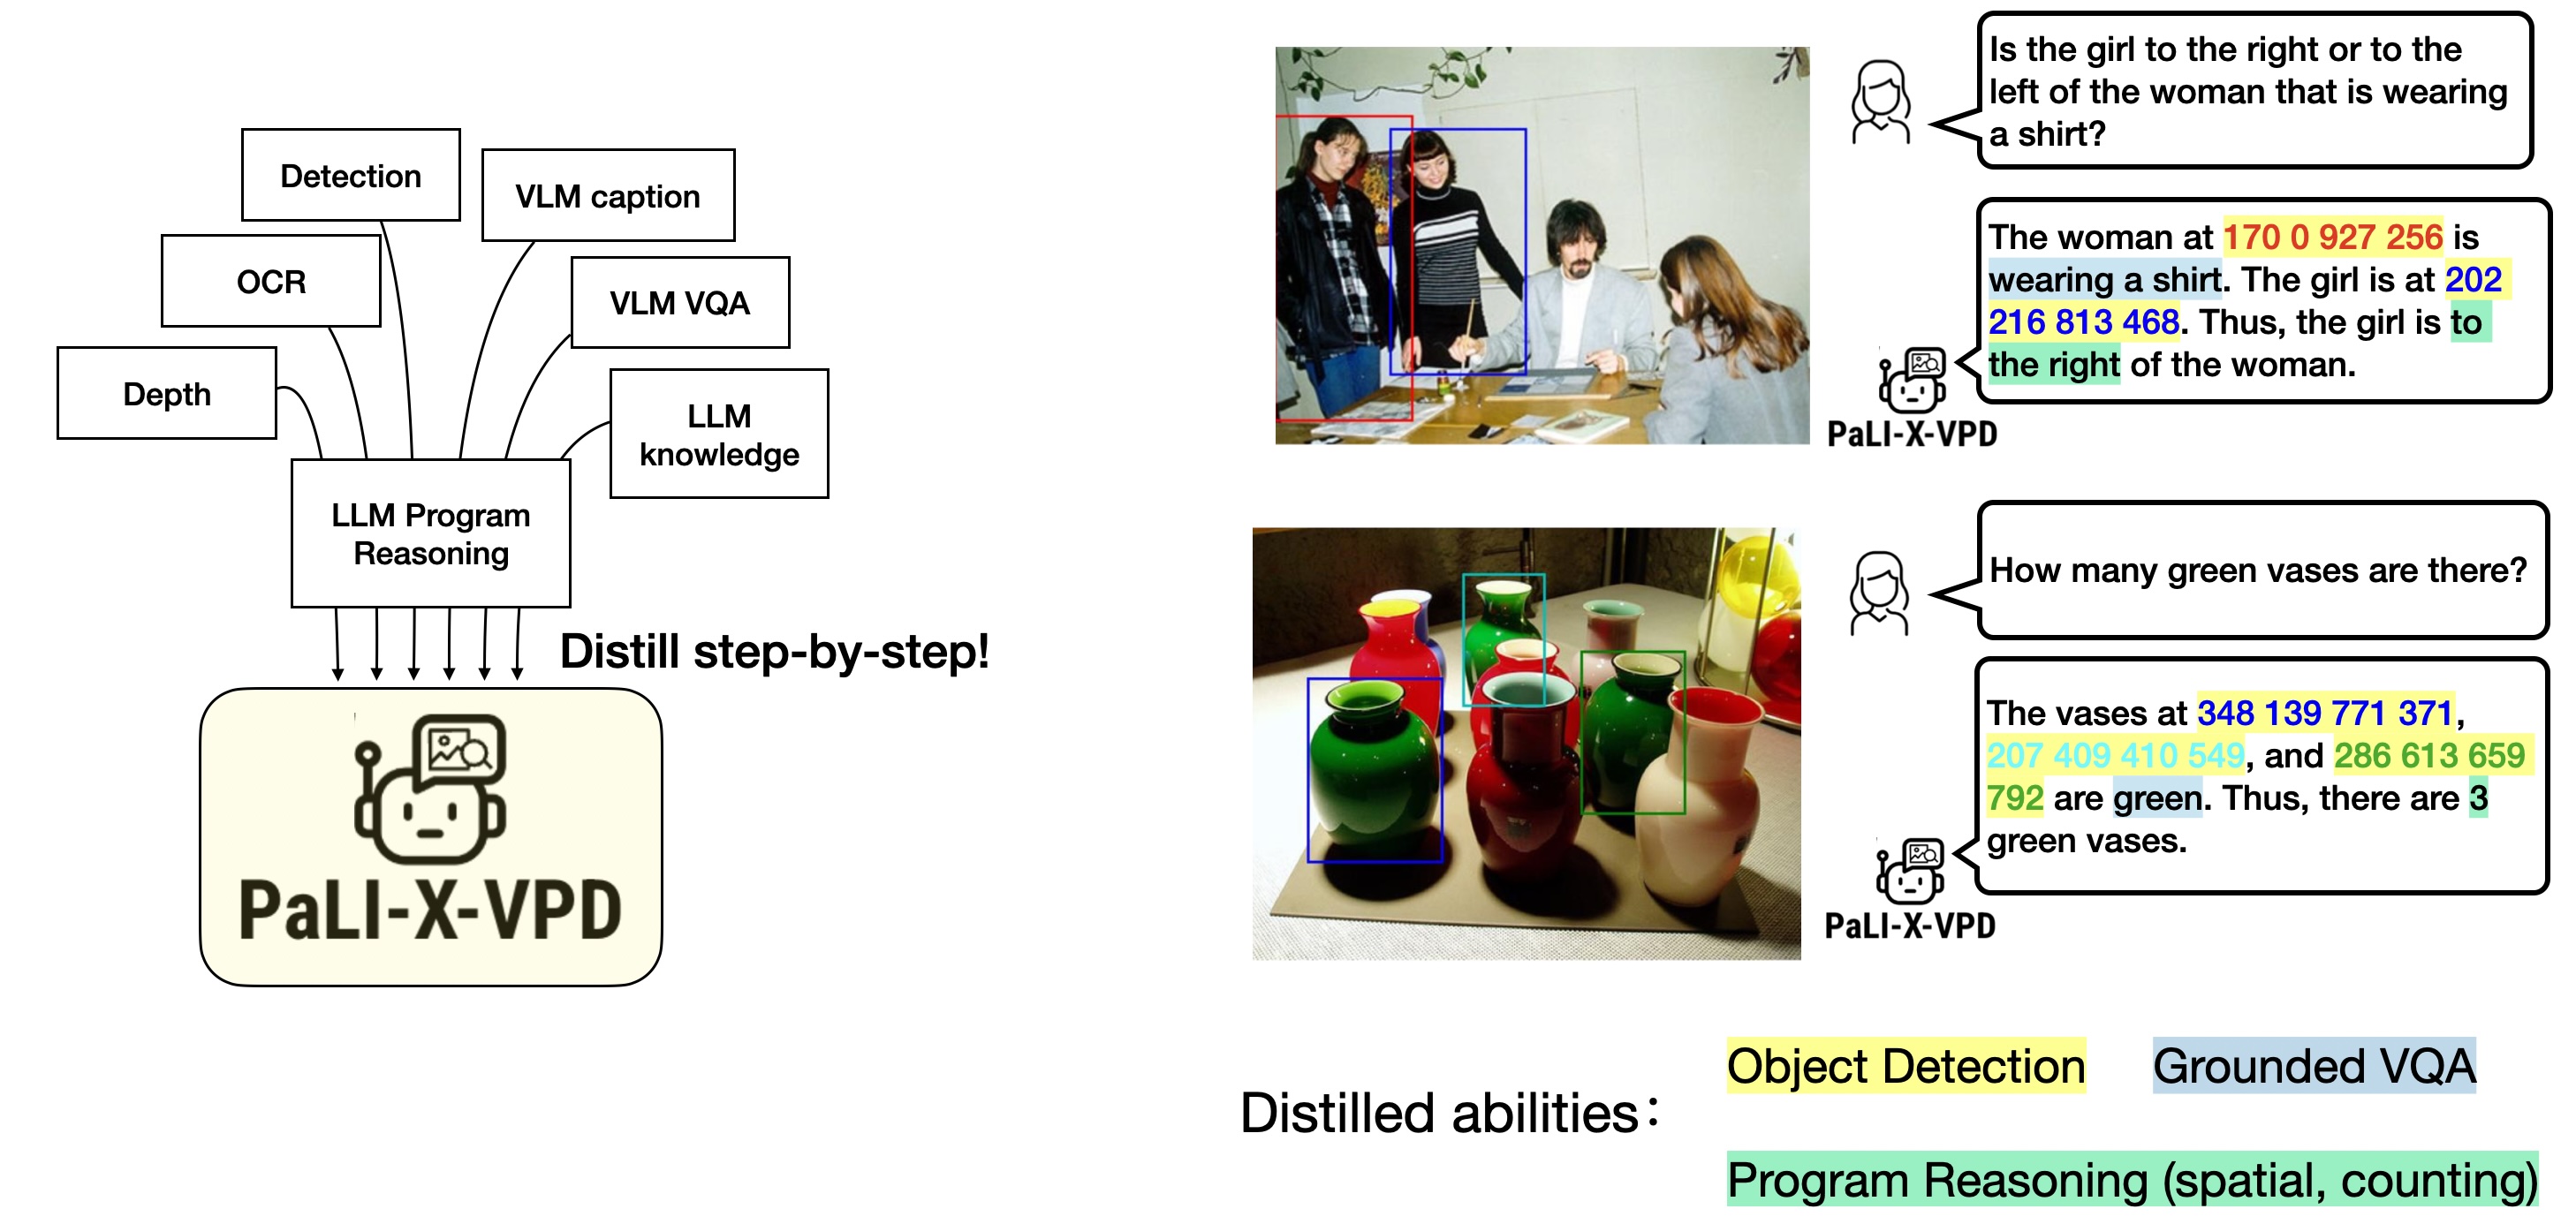 Detection
VLM caption
OCR
VLM VQA
Depth
LLM
knowledge
LLM Program
Reasoning
Distill step-by-step!
PaLI-X-VPD
Is the girl to the right or to the
left of the woman that is wearing
a shirt?
The woman at 170 0 927 256 is
wearing a shirt. The girl is at 202
216 813 468. Thus, the girl is to
the right of the woman.
PaLI-X-VPD
How many green vases are there?
The vases at 348 139 771 371,
207 409 410 549, and 286 613 659
792 are green. Thus, there are 3
green vases.
PaLI-X-VPD
Distilled abilities:
Object Detection
Grounded VQA
Program Reasoning (spatial, counting)